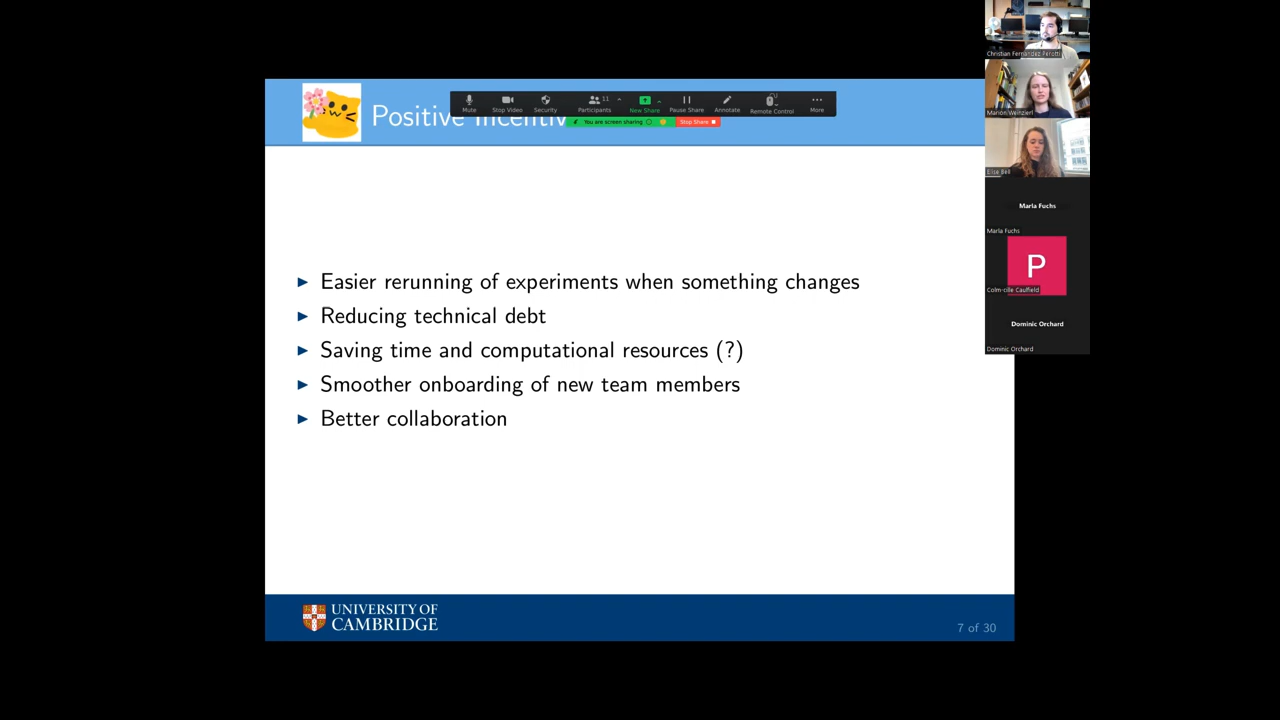 Positive Incentiv
Mute
Stop Video
Security
Participants
11
New Share
Pause Share
Annotate
Remote Control
More
You are screen sharing
Stop Share
Easier rerunning of experiments when something changes
Reducing technical debt
Saving time and computational resources (?)
Smoother onboarding of new team members
Better collaboration
UNIVERSITY OF
CAMBRIDGE
7 of 30
Christian Fernandez Perotti
Marion Weinzierl
Elise Bell
Marla Fuchs
Marla Fuchs
P
Colm-cille Caulfield
Dominic Orchard
Dominic Orchard